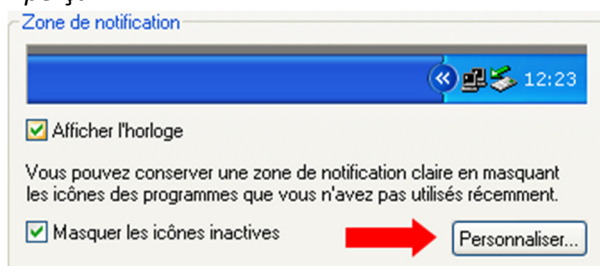 Zone de notification
12:23
Afficher l'horloge
Vous pouvez conserver une zone de notification claire en masquant
les icônes des programmes que vous n'avez pas utilisés récemment.
Masquer les icônes inactives
Personnaliser...